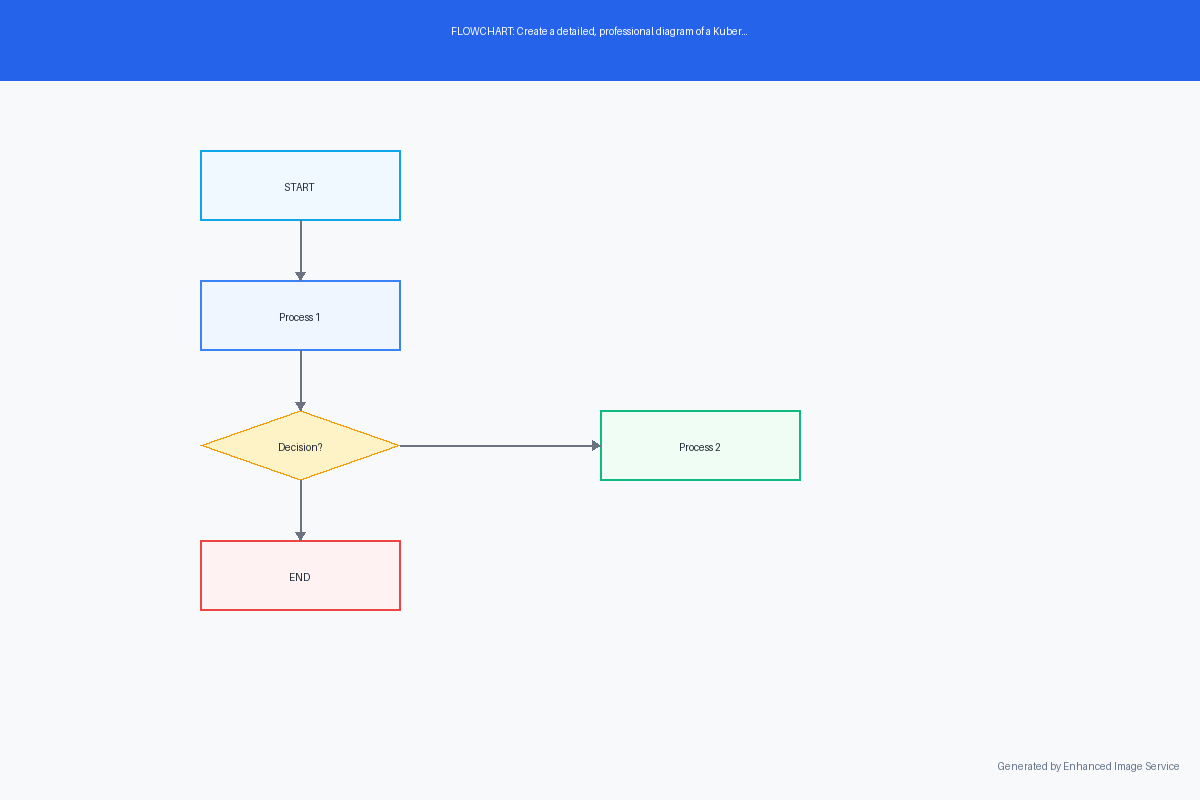 FLOWCHART: Create a detailed, professional diagram of a Kuber...
START
Process 1
Decision?
Process 2
END
Generated by Enhanced Image Service